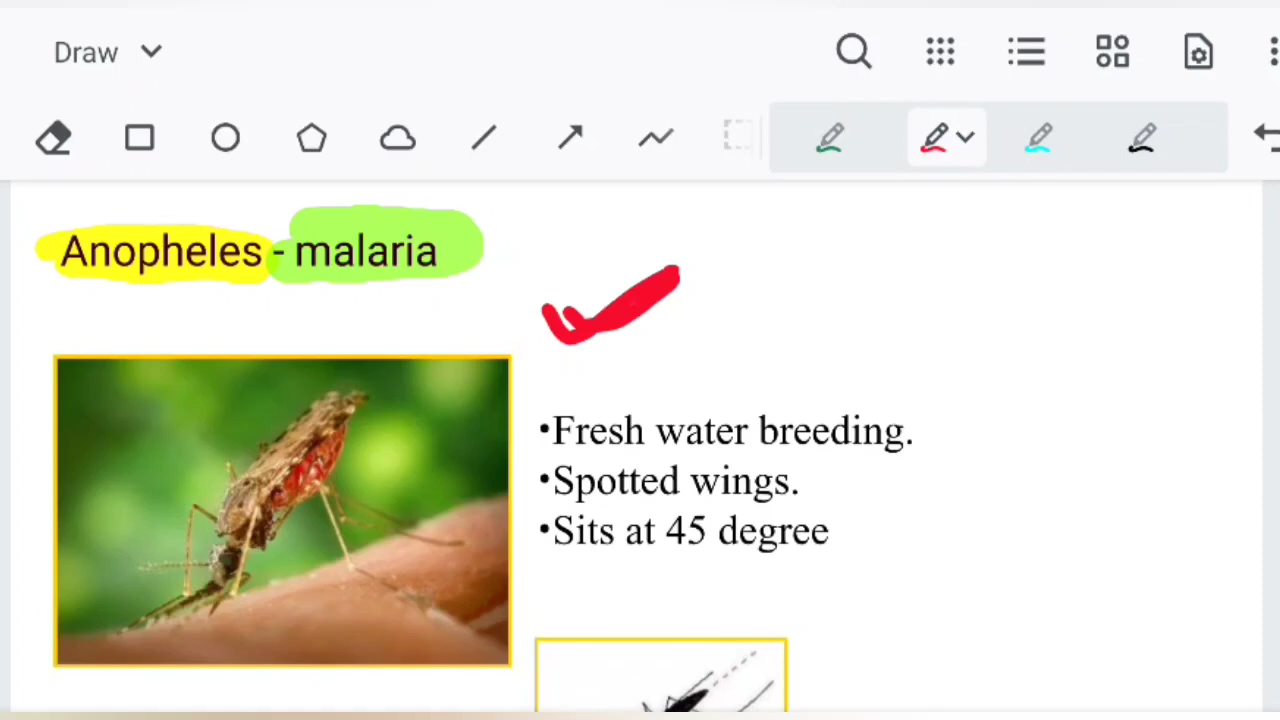 Draw
Anopheles - malaria
•Fresh water breeding.
•Spotted wings.
•Sits at 45 degree